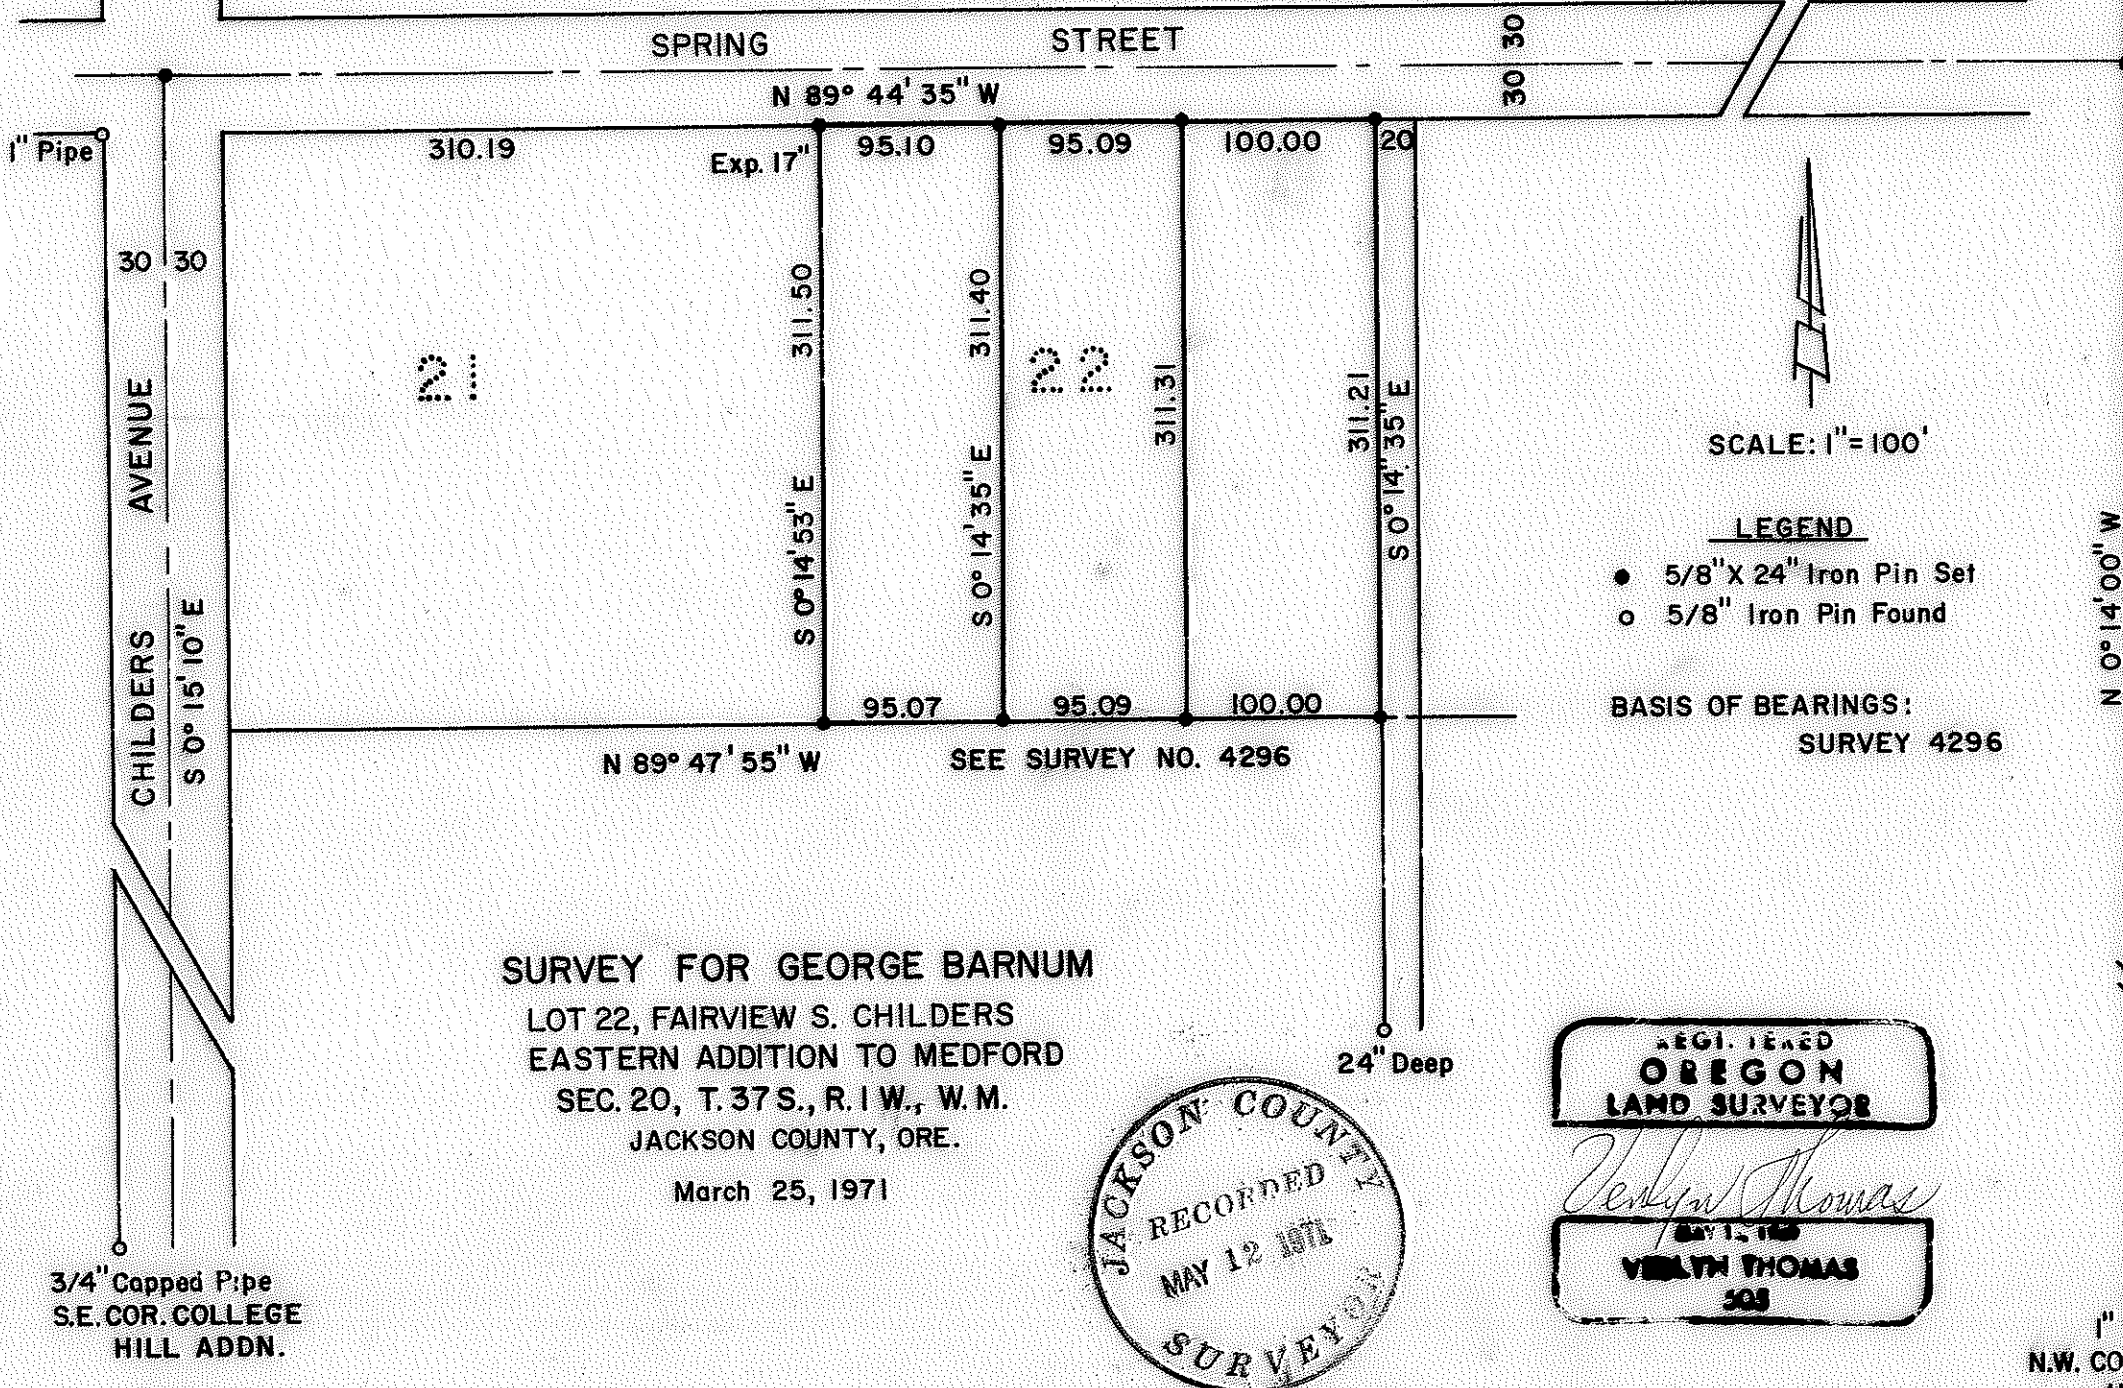 SPRING STREET
30 30
N 89° 44' 35" W
1" Pipe
310.19
Exp. 17"
95.10
95.09
100.00
20
30 30
311.50
311.40
311.31
311.21
21
22
S 0° 14' 53" E
S 0° 14' 35" E
S 0° 14' 35" E
CHILDERS AVENUE
S 0° 15' 10" E
95.07
95.09
100.00
N 89° 47' 55" W
SEE SURVEY NO. 4296
SCALE: 1"=100'
LEGEND
5/8" X 24" Iron Pin Set
5/8" Iron Pin Found
BASIS OF BEARINGS:
SURVEY 4296
N 0° 14' 00" W
SURVEY FOR GEORGE BARNUM
LOT 22, FAIRVIEW S. CHILDERS
EASTERN ADDITION TO MEDFORD
SEC. 20, T. 37 S., R. 1 W., W. M.
JACKSON COUNTY, ORE.
March 25, 1971
24" Deep
JACKSON COUNTY
RECORDED
MAY 12 1971
SURVEYOR
REGISTERED
OREGON
LAND SURVEYOR
Verlyn Thomas
VERLYN THOMAS
3/4" Capped Pipe
S.E. COR. COLLEGE
HILL ADDN.
1"
N.W. CO